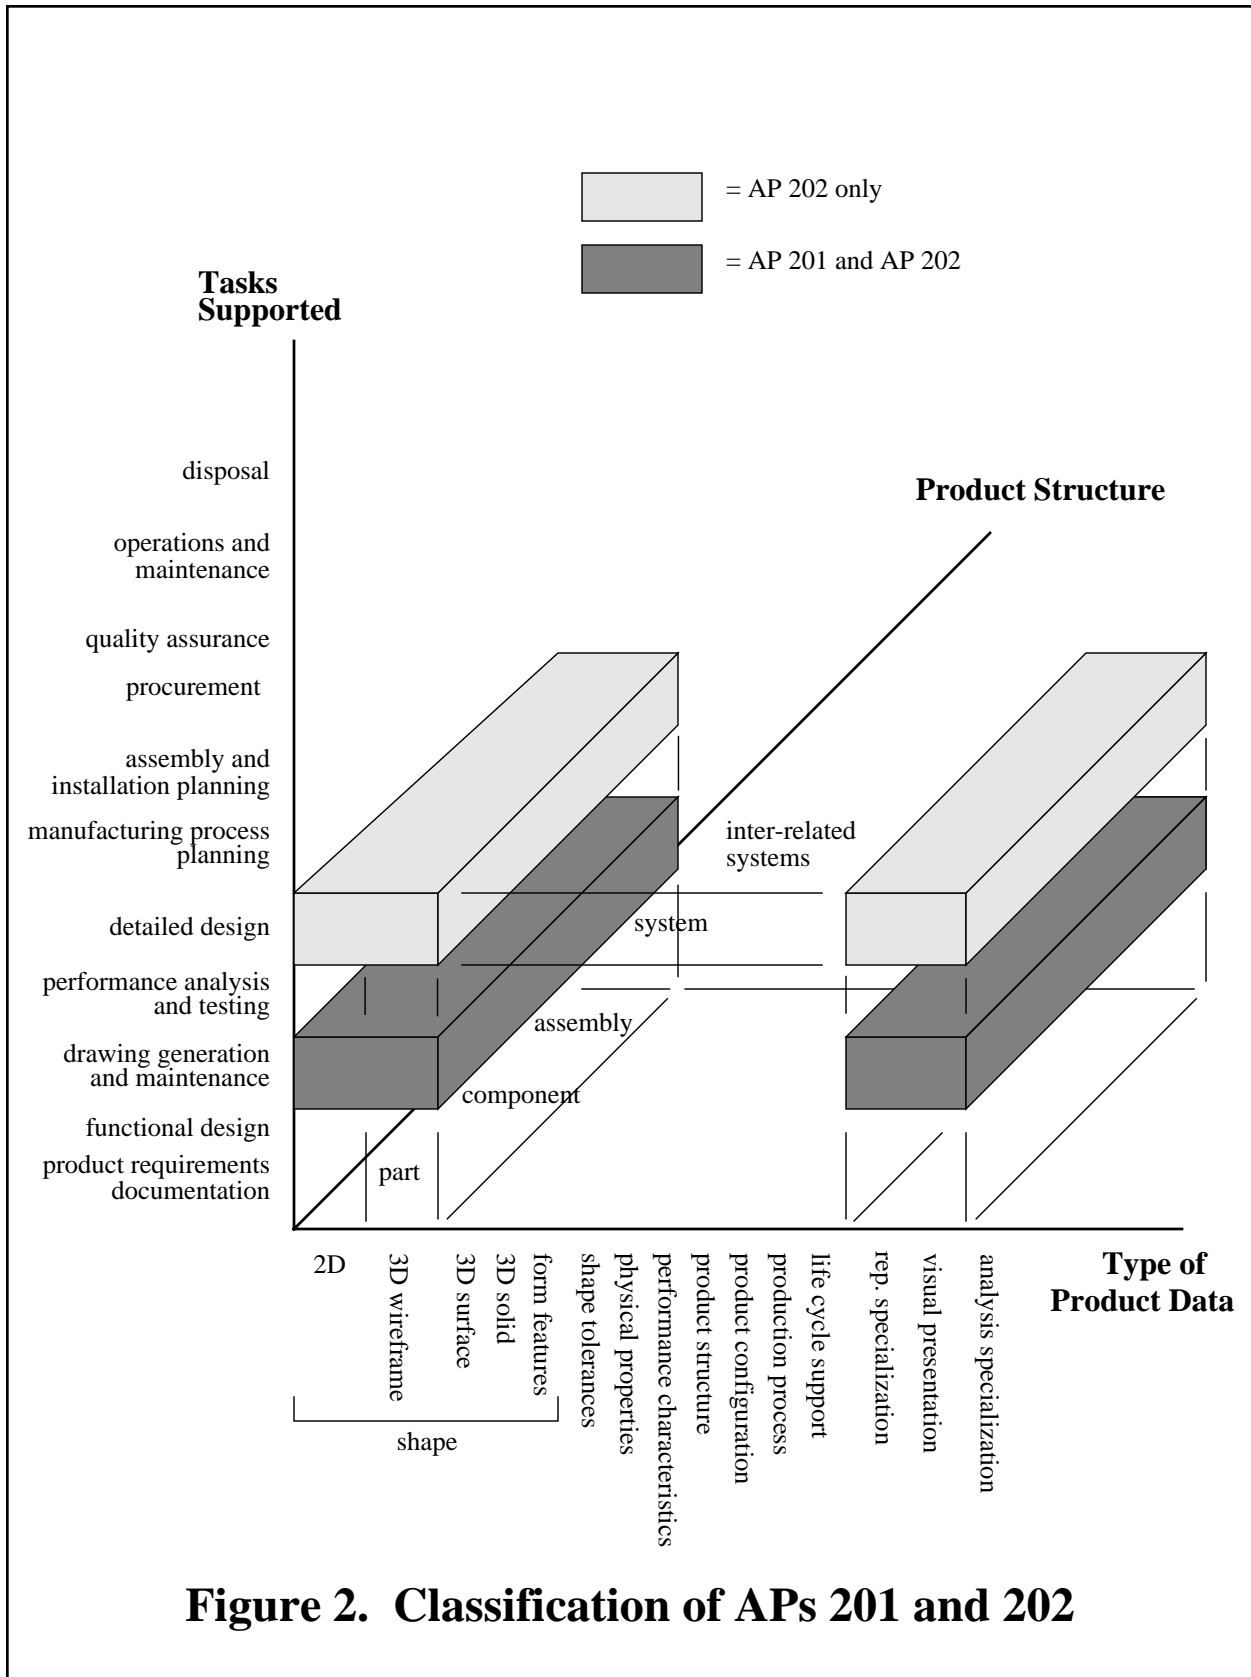 = AP 202 only
= AP 201 and AP 202
Tasks
Supported
disposal
operations and
maintenance
quality assurance
procurement
assembly and
installation planning
manufacturing process
planning
detailed design
performance analysis
and testing
drawing generation
and maintenance
functional design
product requirements
documentation
Product Structure
inter-related
systems
system
assembly
component
part
2D
3D wireframe
3D surface
3D solid
form features
shape tolerances
physical properties
performance characteristics
product structure
product configuration
production process
life cycle support
rep. specialization
visual presentation
analysis specialization
shape
Type of
Product Data
Figure 2. Classification of APs 201 and 202